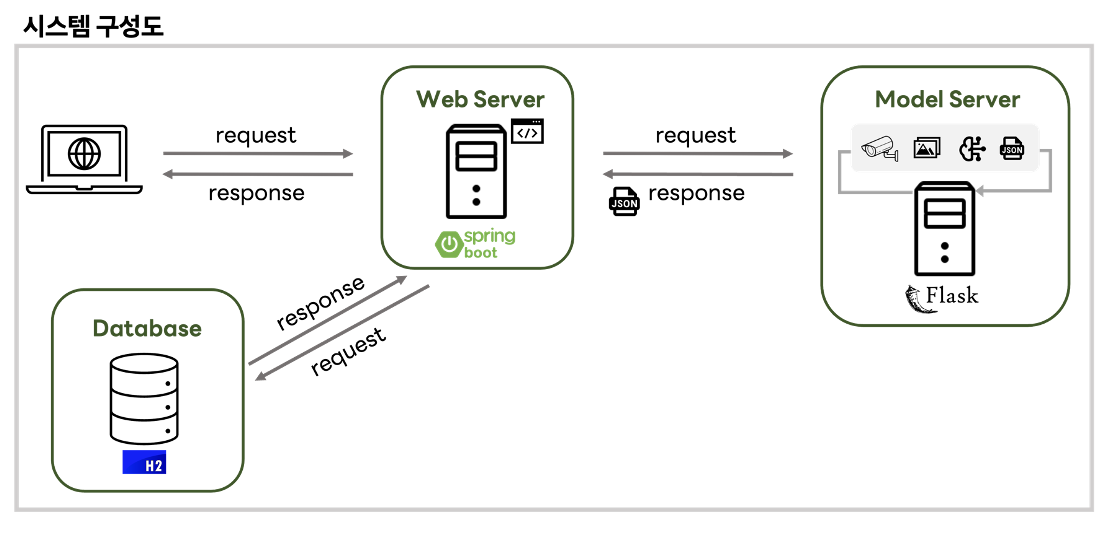 시스템 구성도
Web Server
Model Server
request
response
</>
spring
boot
request
JSON
response
JSON
Flask
response
request
Database
H2